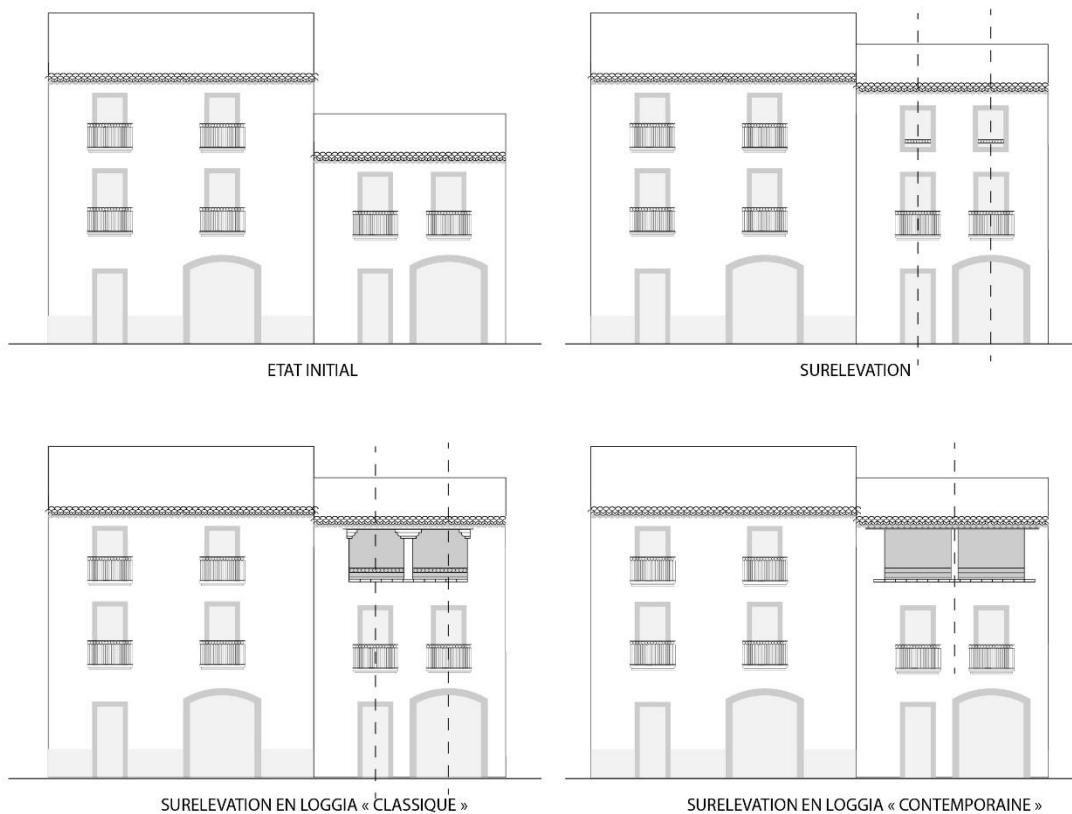 ETAT INITIAL
SURELEVATION
SURELEVATION EN LOGGIA « CLASSIQUE »
SURELEVATION EN LOGGIA « CONTEMPORAINE »